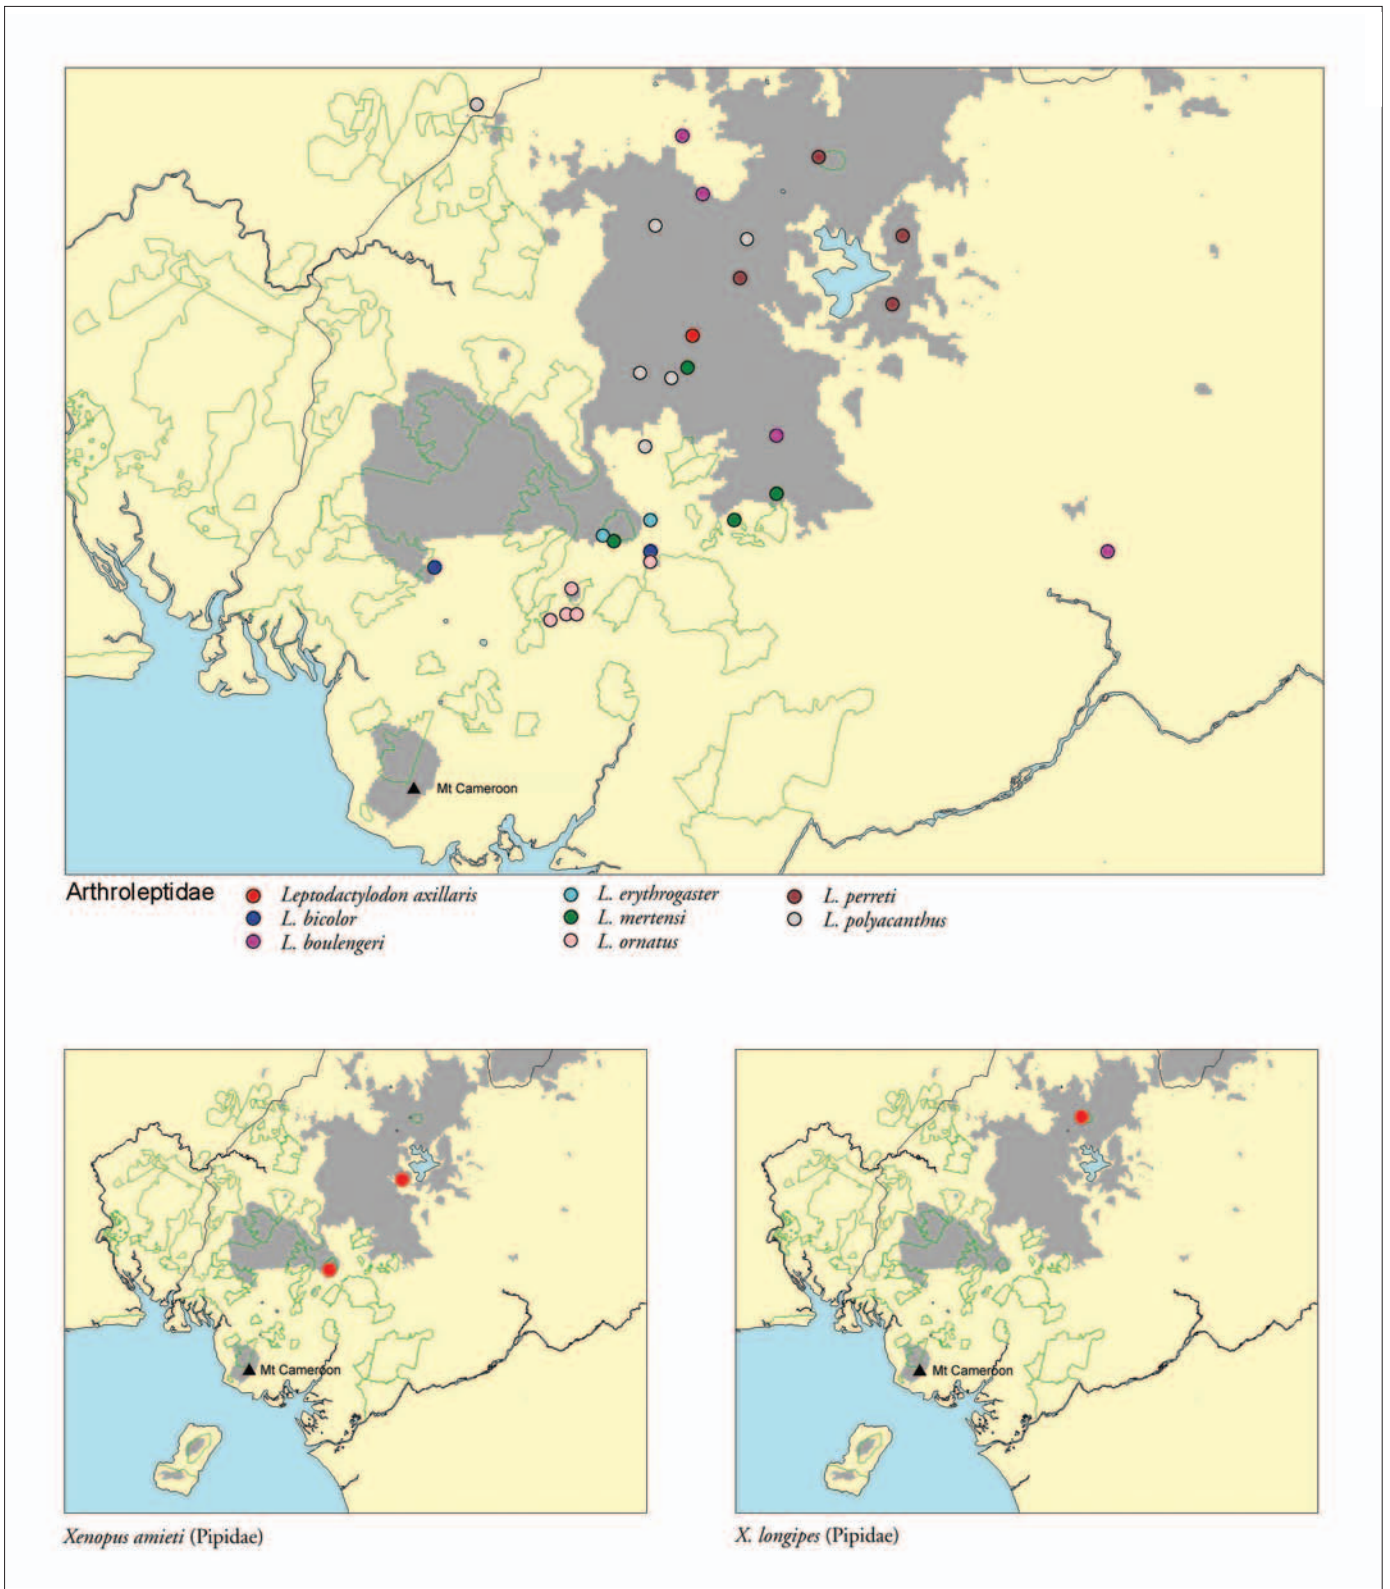 Mt Cameroon
Arthroleptidae
Leptodactylodon axillaris
L. bicolor
L. boulengeri
L. erythrogaster
L. mertensi
L. ornatus
L. perreti
L. polyacanthus
Mt Cameroon
Xenopus amieti (Pipidae)
Mt Cameroon
X. longipes (Pipidae)